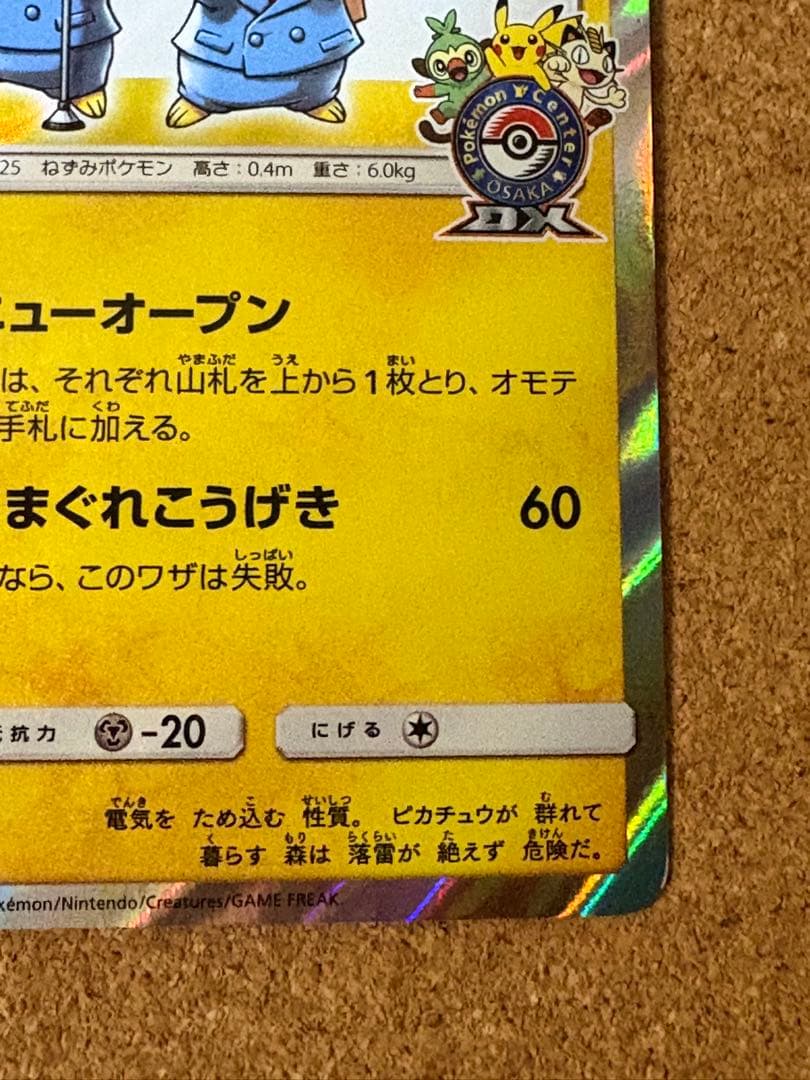 Pokémon Center
OSAKA
DX
25 ねずみポケモン 高さ：0.4m 重さ：6.0kg
ニューオープン
は、それぞれ山札を上から1枚とり、オモテ
手札に加える。
まぐれこうげき 60
なら、このワザは失敗。
抗力 -20 にげる
電気を ため込む 性質。 ピカチュウが 群れて
暮らす 森は 落雷が 絶えず 危険だ。
kémon/Nintendo/Creatures/GAME FREAK.